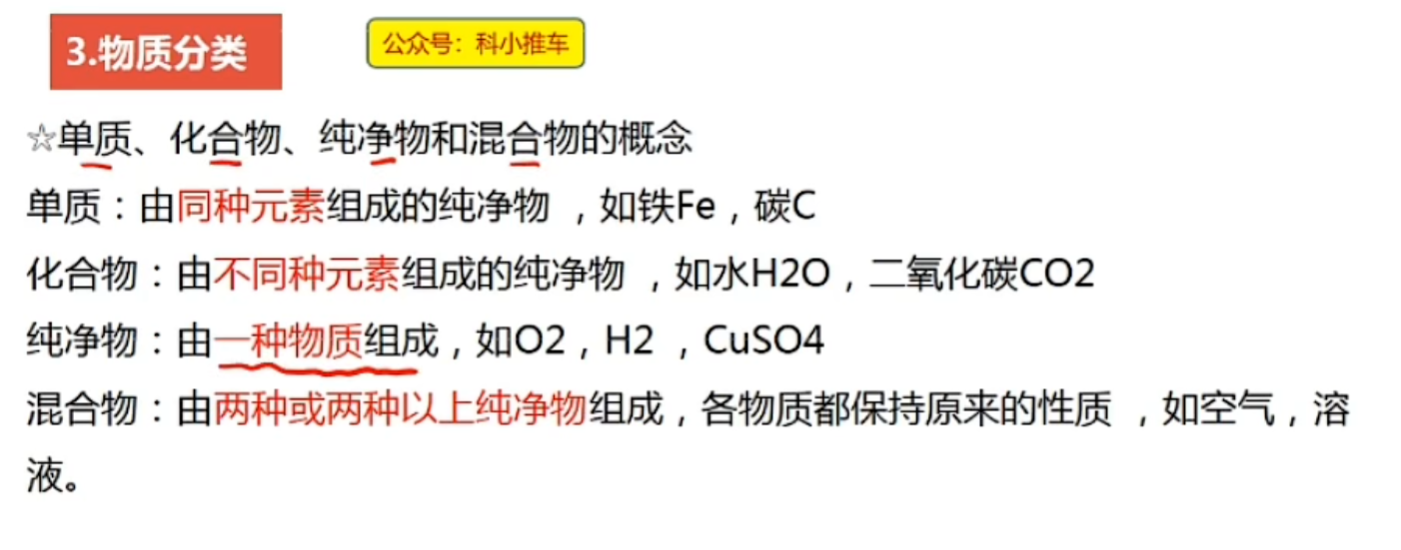 3.物质分类
公众号：科小推车
☆单质、化合物、纯净物和混合物的概念
单质：由同种元素组成的纯净物 ，如铁Fe，碳C
化合物：由不同种元素组成的纯净物 ，如水H2O，二氧化碳CO2
纯净物：由一种物质组成，如O2，H2 ，CuSO4
混合物：由两种或两种以上纯净物组成，各物质都保持原来的性质 ，如空气，溶
液。